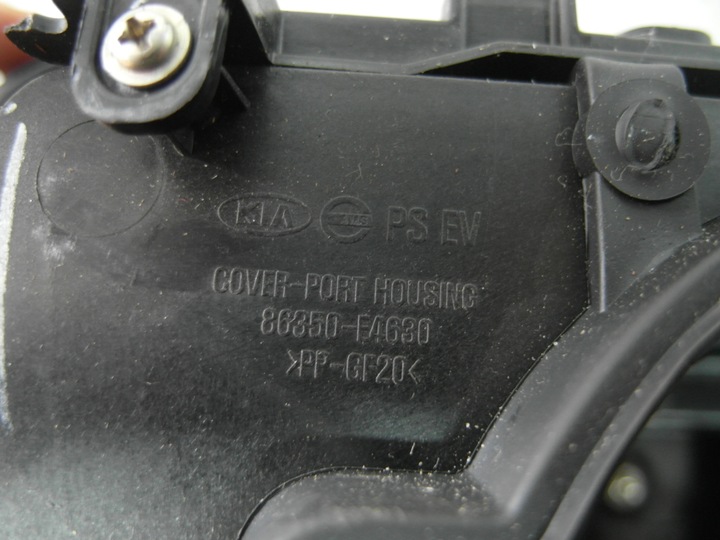 KIA PS EV
COVER-PORT HOUSING
86350-E4630
>PP-GF20<